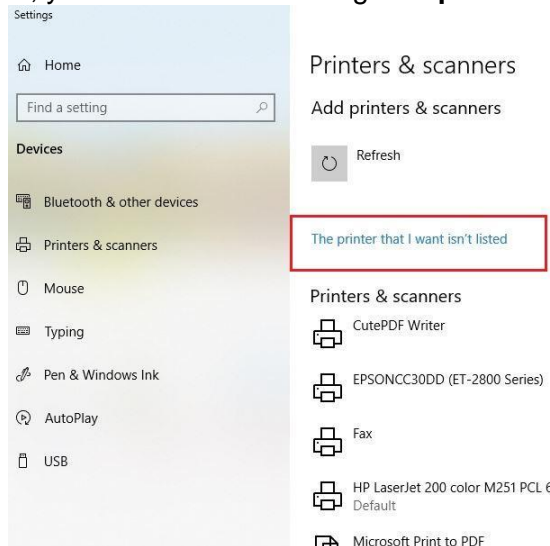 Settings
Home
Find a setting
Devices
Bluetooth & other devices
Printers & scanners
Mouse
Typing
Pen & Windows Ink
AutoPlay
USB
Printers & scanners
Add printers & scanners
Refresh
The printer that I want isn't listed
Printers & scanners
CutePDF Writer
EPSONCC30DD (ET-2800 Series)
Fax
HP LaserJet 200 color M251 PCL 6
Default
Microsoft Print to PDF